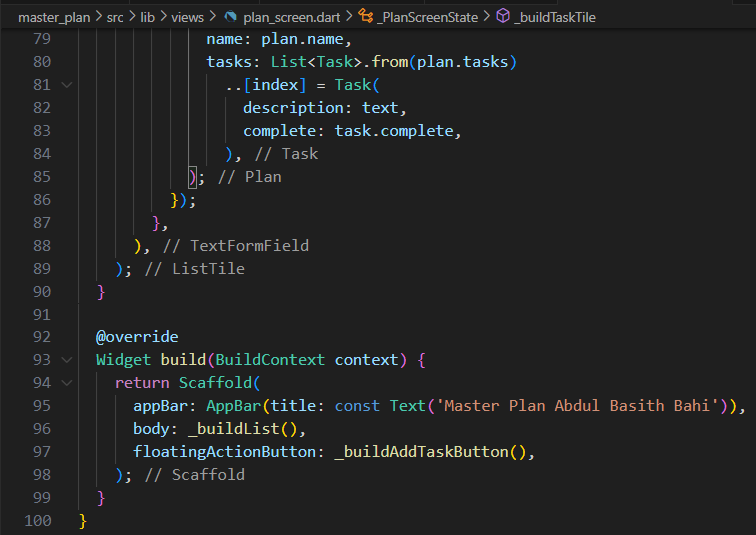 master_plan > src > lib > views > plan_screen.dart > _PlanScreenState > _buildTaskTile
79 name: plan.name,
80 tasks: List<Task>.from(plan.tasks)
81 ..[index] = Task(
82 description: text,
83 complete: task.complete,
84 ), // Task
85 ); // Plan
86 });
87 },
88 ), // TextFormField
89 ); // ListTile
90 }
91
92 @override
93 Widget build(BuildContext context) {
94 return Scaffold(
95 appBar: AppBar(title: const Text('Master Plan Abdul Basith Bahi')),
96 body: _buildList(),
97 floatingActionButton: _buildAddTaskButton(),
98 ); // Scaffold
99 }
100 }